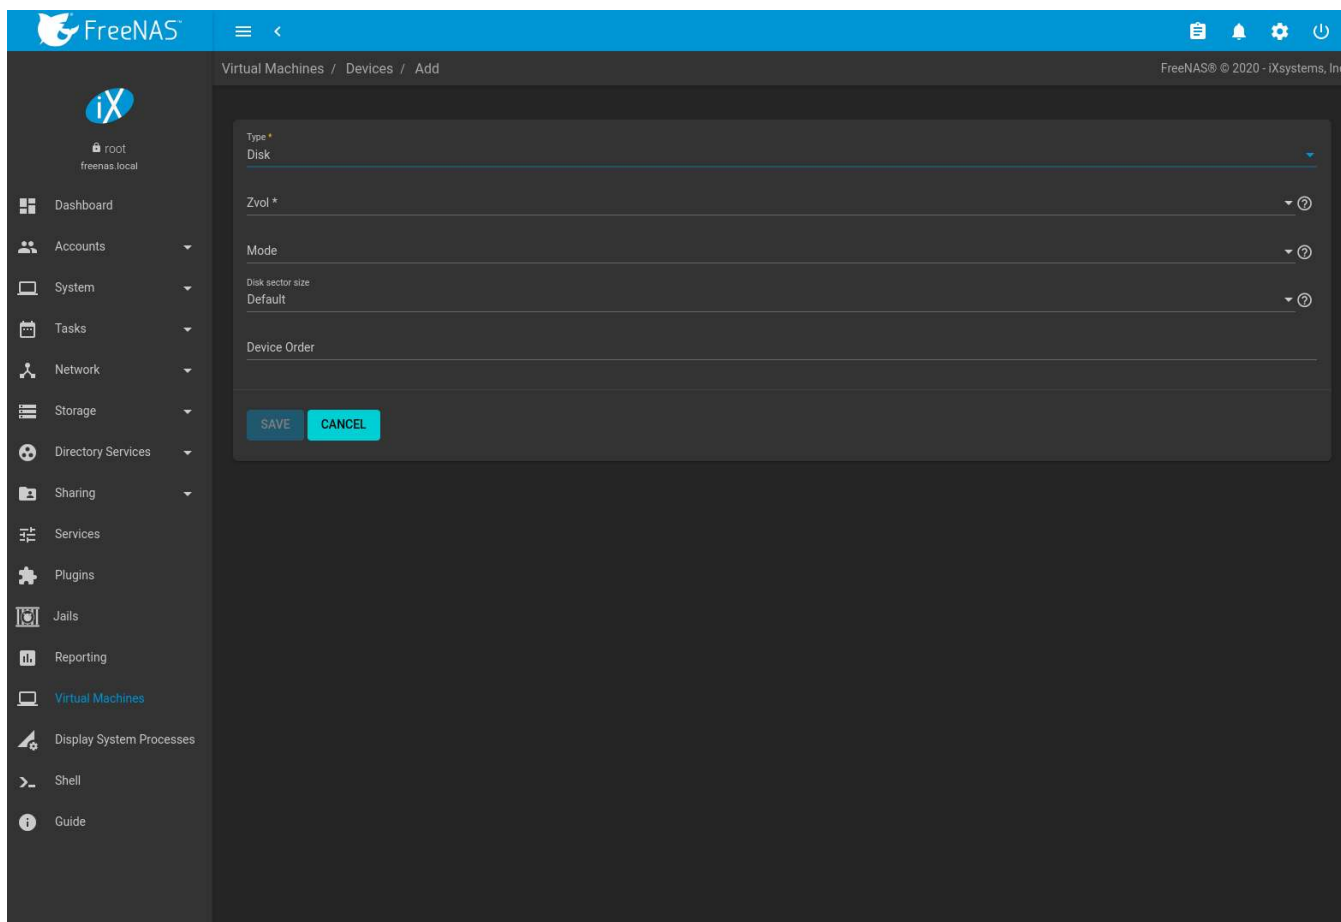 FreeNAS™
Virtual Machines / Devices / Add
FreeNAS® © 2020 - iXsystems, In
iX
root
freenas.local
Dashboard
Accounts
System
Tasks
Network
Storage
Directory Services
Sharing
Services
Plugins
Jails
Reporting
Virtual Machines
Display System Processes
Shell
Guide
Type *
Disk
Zvol *
Mode
Disk sector size
Default
Device Order
SAVE CANCEL